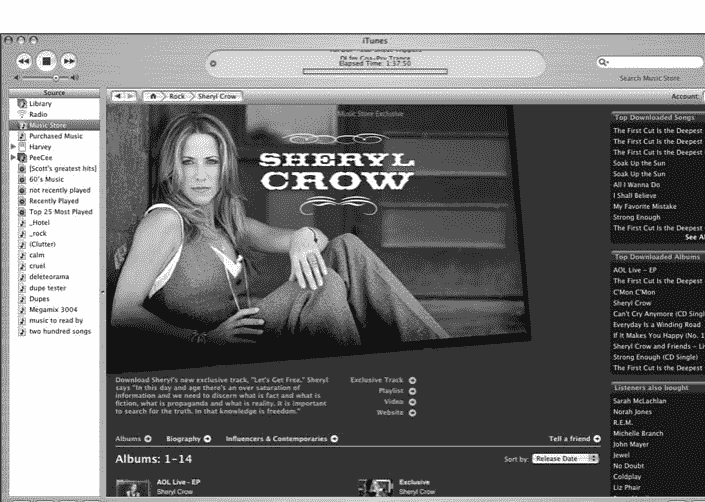 iTunes
DI.fm Goa-Psy Trance
Elapsed Time: 1:37:50
Search Music Store
Source
Library
Radio
Music Store
Purchased Music
Harvey
PeeCee
[Scott's greatest hits]
60's Music
not recently played
Recently Played
Top 25 Most Played
_Hotel
_rock
(Clutter)
calm
cruel
deleteorama
dupe tester
Dupes
Megamix 3004
music to read by
two hundred songs
Rock
Sheryl Crow
Account:
Music Store Exclusive
SHERYL
CROW
Download Sheryl's new exclusive track, "Let's Get Free." Sheryl
says "In this day and age there's an over saturation of
information and we need to discern what is fact and what is
fiction, what is propaganda and what is reality. It is important
to search for the truth. In that knowledge is freedom."
Exclusive Track
Playlist
Video
Website
Albums
Biography
Influencers & Contemporaries
Tell a friend
Albums: 1-14
Sort by:
Release Date
AOL Live - EP
Sheryl Crow
Exclusive
Sheryl Crow
Top Downloaded Songs
The First Cut Is the Deepest
The First Cut Is the Deepest
The First Cut Is the Deepest
Soak Up the Sun
Soak Up the Sun
All I Wanna Do
I Shall Believe
My Favorite Mistake
Strong Enough
The First Cut Is the Deepest
See Al
Top Downloaded Albums
AOL Live - EP
The First Cut Is the Deepest
C'Mon C'Mon
Sheryl Crow
Can't Cry Anymore (CD Singl
Everyday Is a Winding Road
If It Makes You Happy (No. 1
Sheryl Crow and Friends - Li
Strong Enough (CD Single)
The First Cut Is the Deepest
Listeners also bought
Sarah McLachlan
Norah Jones
R.E.M.
Michelle Branch
John Mayer
Jewel
No Doubt
Coldplay
Liz Phair